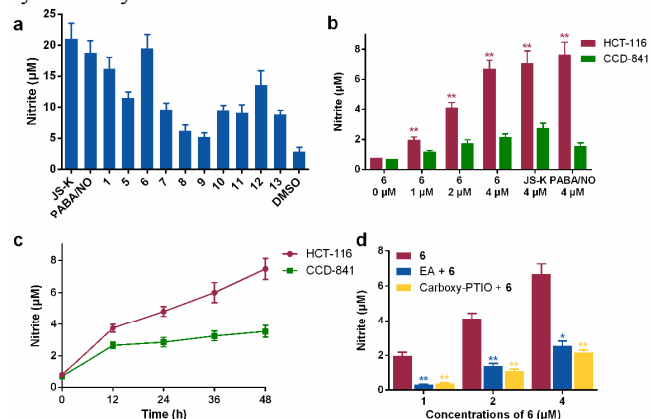 a
Nitrite (µM)
25
20
15
10
5
0
JS-K
PABA/NO
1
5
6
7
8
9
10
11
12
13
DMSO
b
Nitrite (µM)
8
6
4
2
0
**
**
**
**
**
HCT-116
CCD-841
6 6 6 6 JS-K PABA/NO
0 µM 1 µM 2 µM 4 µM 4 µM 4 µM
c
Nitrite (µM)
8
6
4
2
0
HCT-116
CCD-841
0 12 24 36 48
Time (h)
d
Nitrite (µM)
8
6
4
2
0
6
EA + 6
Carboxy-PTIO + 6
** **
** **
* **
1 2 4
Concentrations of 6 (µM)